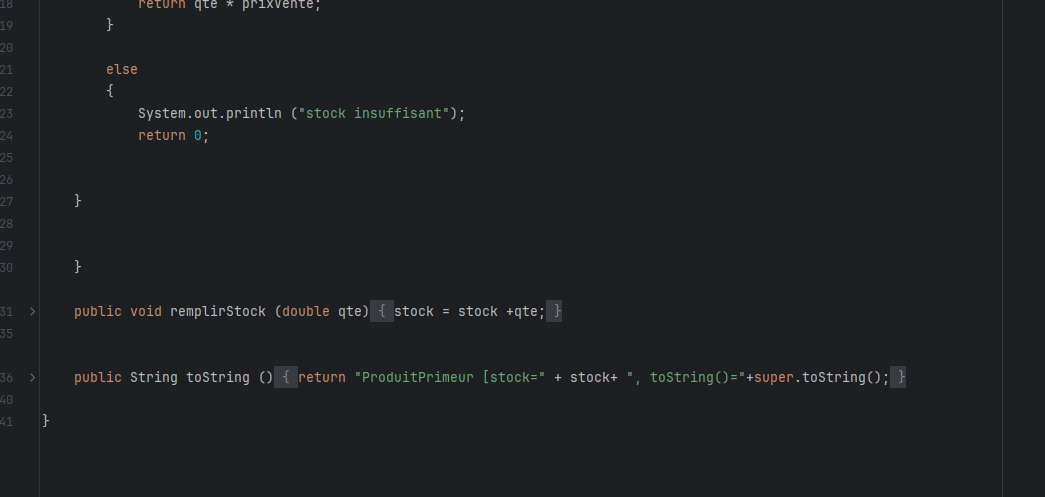 18 return qte * prixVente;
19 }
20
21 else
22 {
23 System.out.println ("stock insuffisant");
24 return 0;
25
26
27 }
28
29
30 }
31 public void remplirStock (double qte) { stock = stock +qte; }
35
36 public String toString () { return "ProduitPrimeur [stock=" + stock+ ", toString()="+super.toString(); }
40
41 }